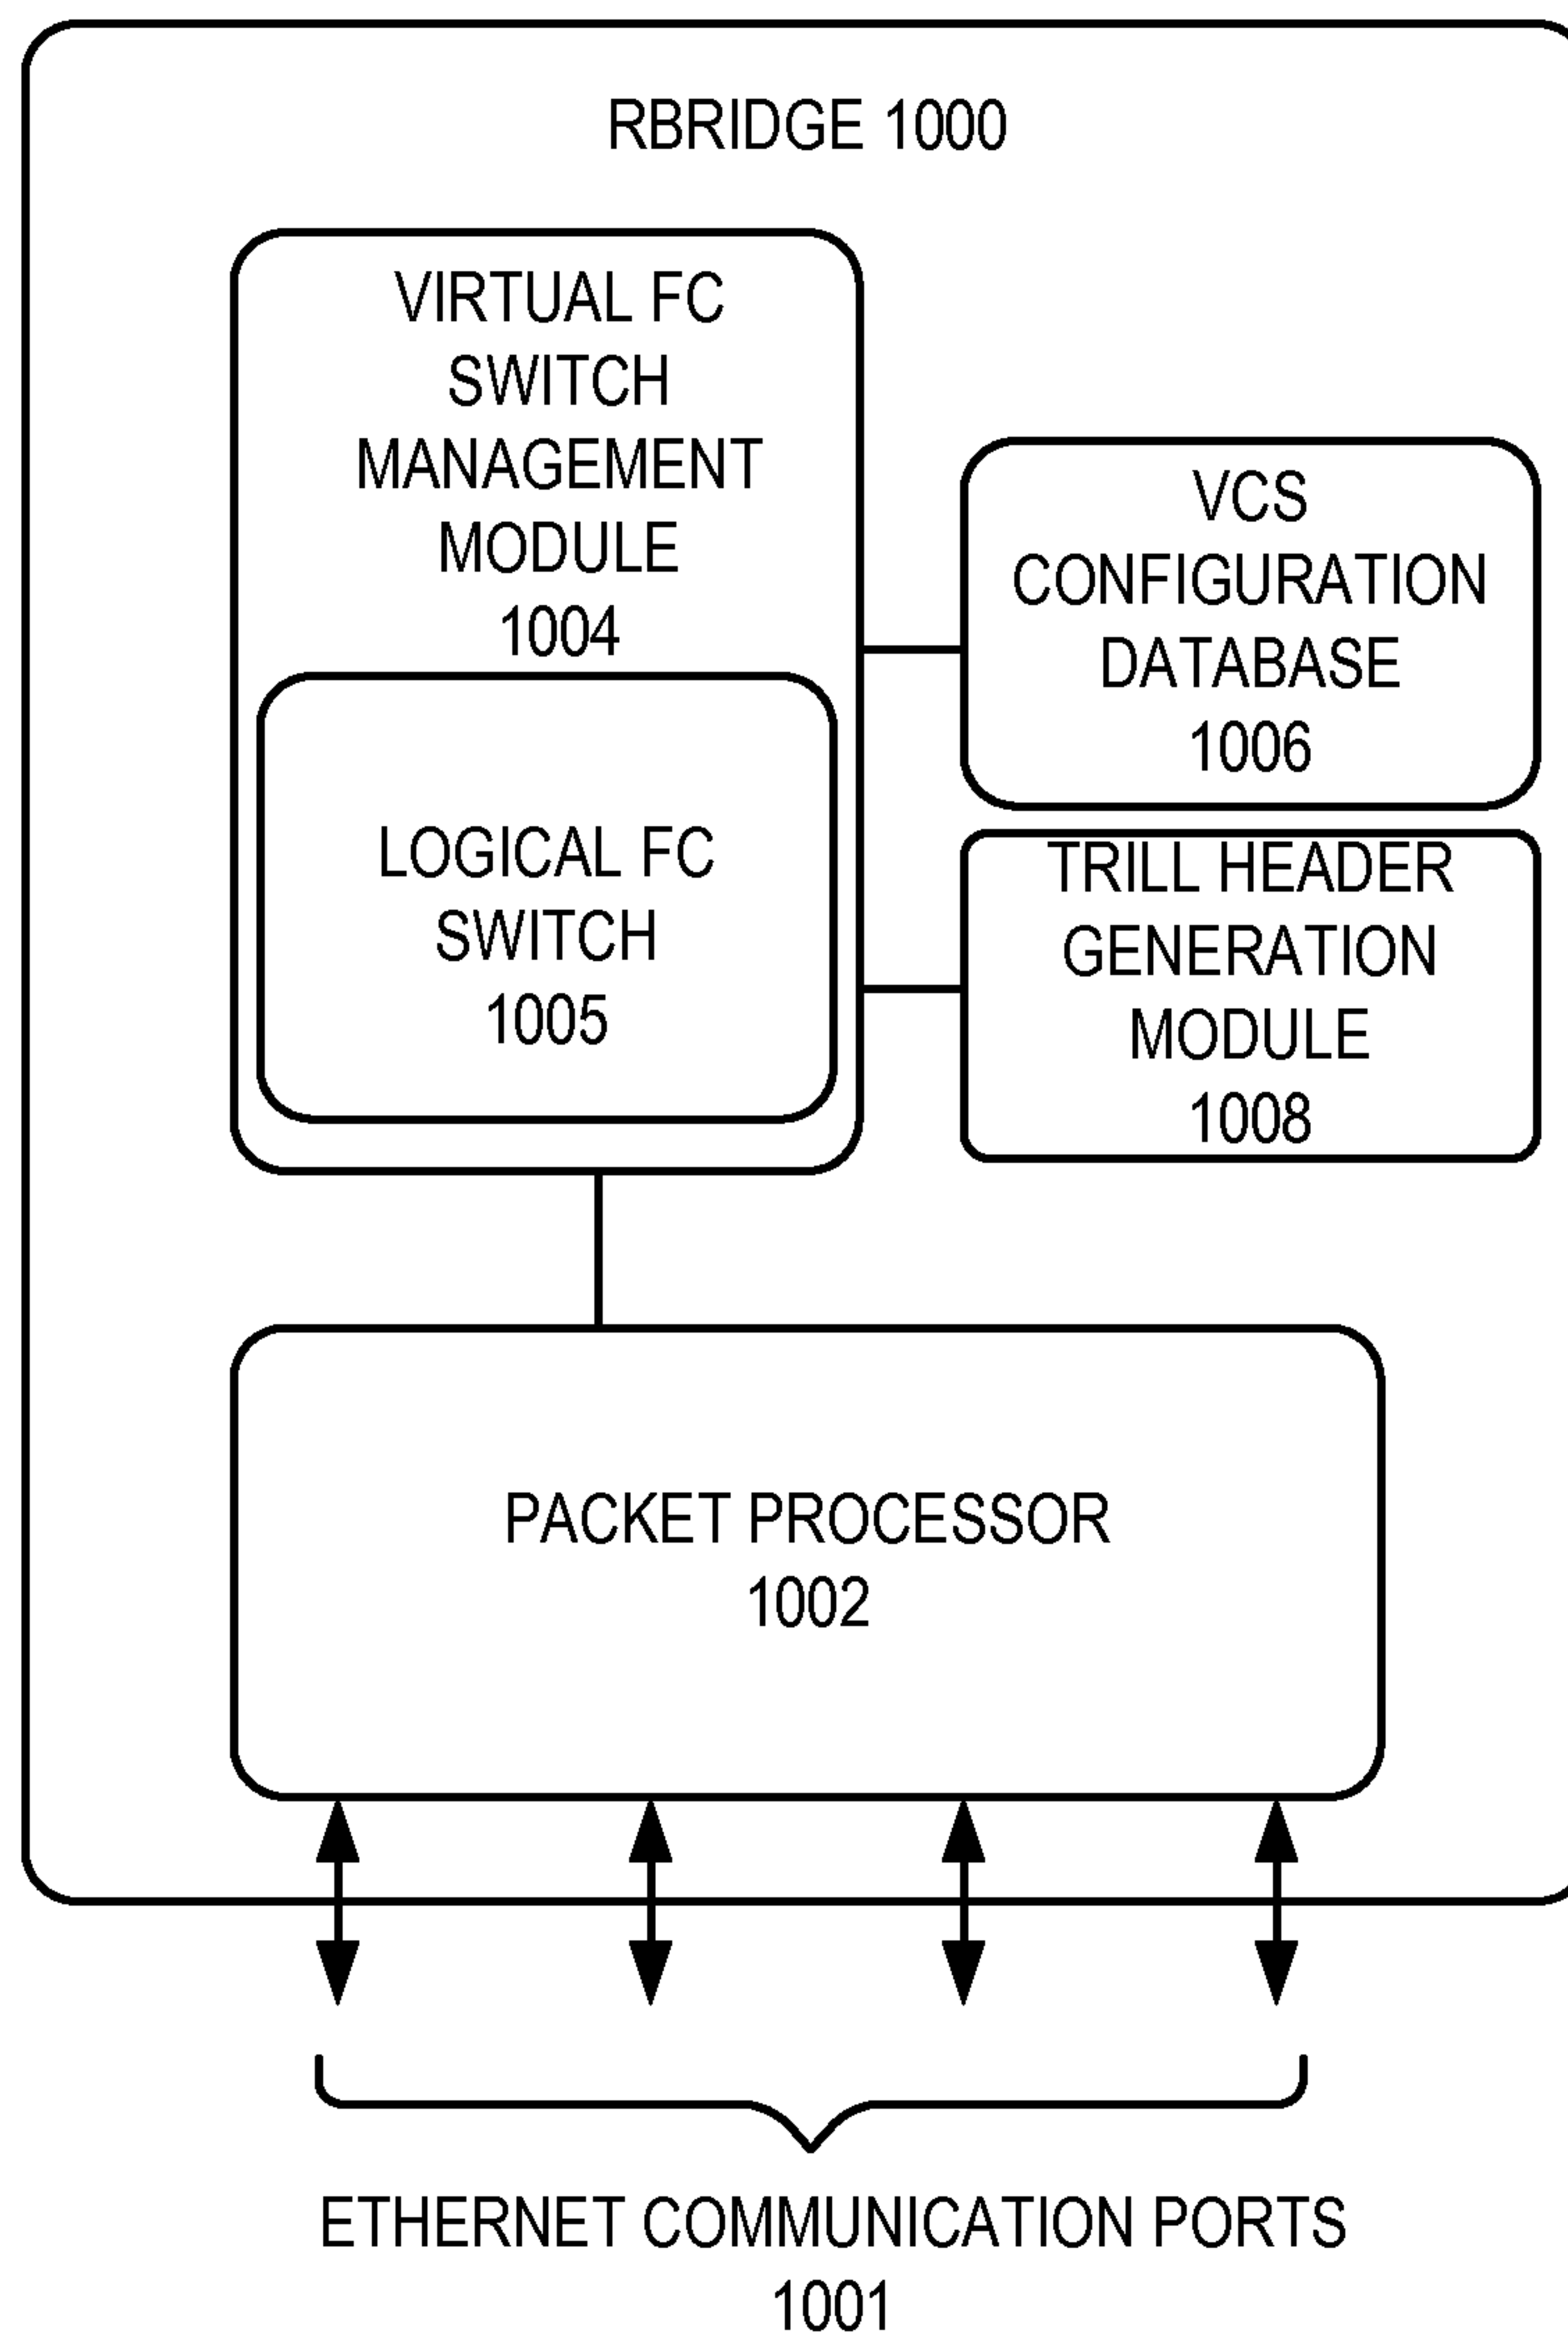 RBRIDGE 1000
VIRTUAL FC
SWITCH
MANAGEMENT
MODULE
1004
LOGICAL FC
SWITCH
1005
VCS
CONFIGURATION
DATABASE
1006
TRILL HEADER
GENERATION
MODULE
1008
PACKET PROCESSOR
1002
ETHERNET COMMUNICATION PORTS
1001